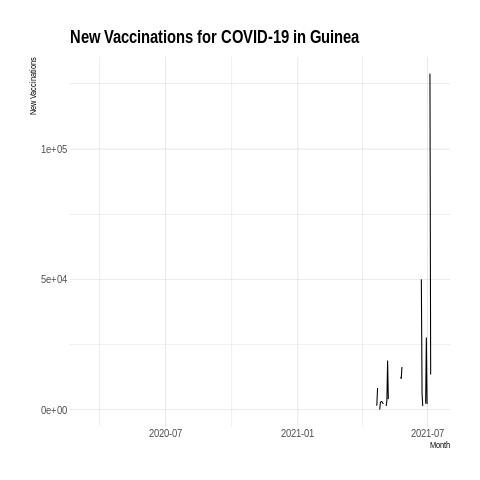 New Vaccinations for COVID-19 in Guinea
New Vaccinations
1e+05
5e+04
0e+00
2020-07
2021-01
2021-07
Month